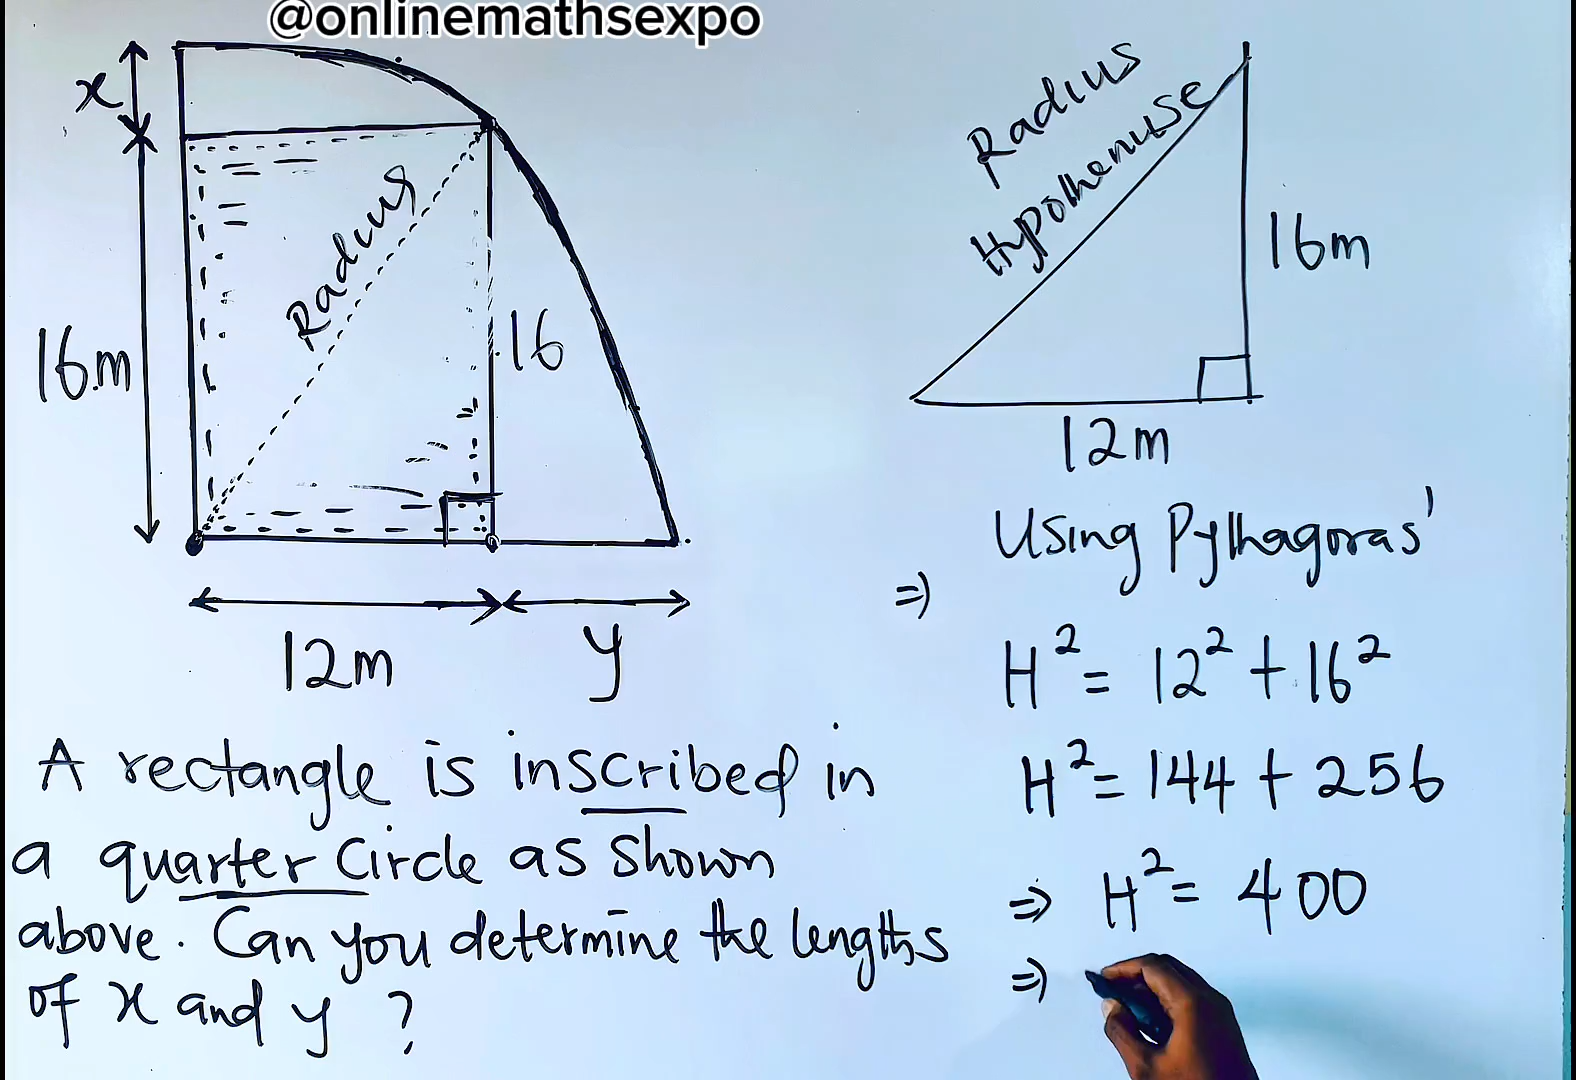 @onlinemathsexpo
x
16m
Radius
16
12m
y
Radius
Hypothenuse
16m
12m
Using Pythagoras'
⇒
H² = 12² + 16²
H² = 144 + 256
⇒ H² = 400
⇒
A rectangle is inscribed in
a quarter Circle as shown
above. Can you determine the lengths
of x and y ?